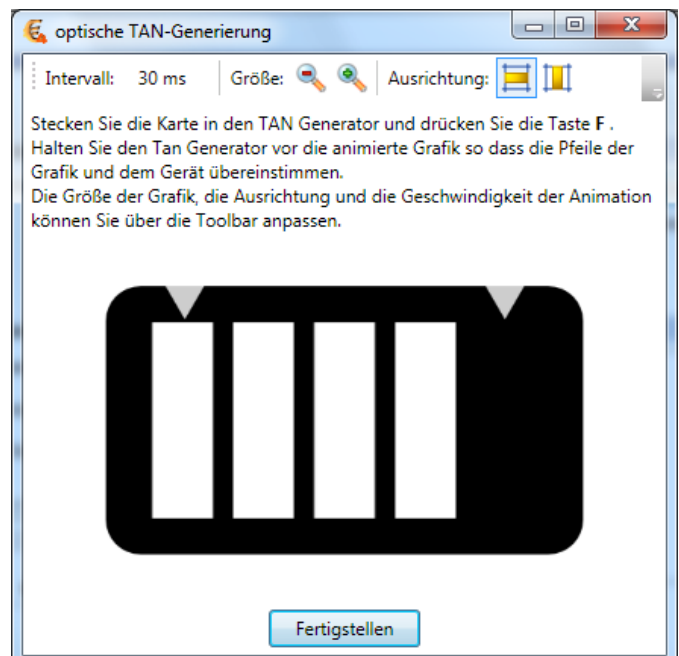 optische TAN-Generierung
Intervall: 30 ms Größe: Ausrichtung:
Stecken Sie die Karte in den TAN Generator und drücken Sie die Taste F .
Halten Sie den Tan Generator vor die animierte Grafik so dass die Pfeile der
Grafik und dem Gerät übereinstimmen.
Die Größe der Grafik, die Ausrichtung und die Geschwindigkeit der Animation
können Sie über die Toolbar anpassen.
Fertigstellen